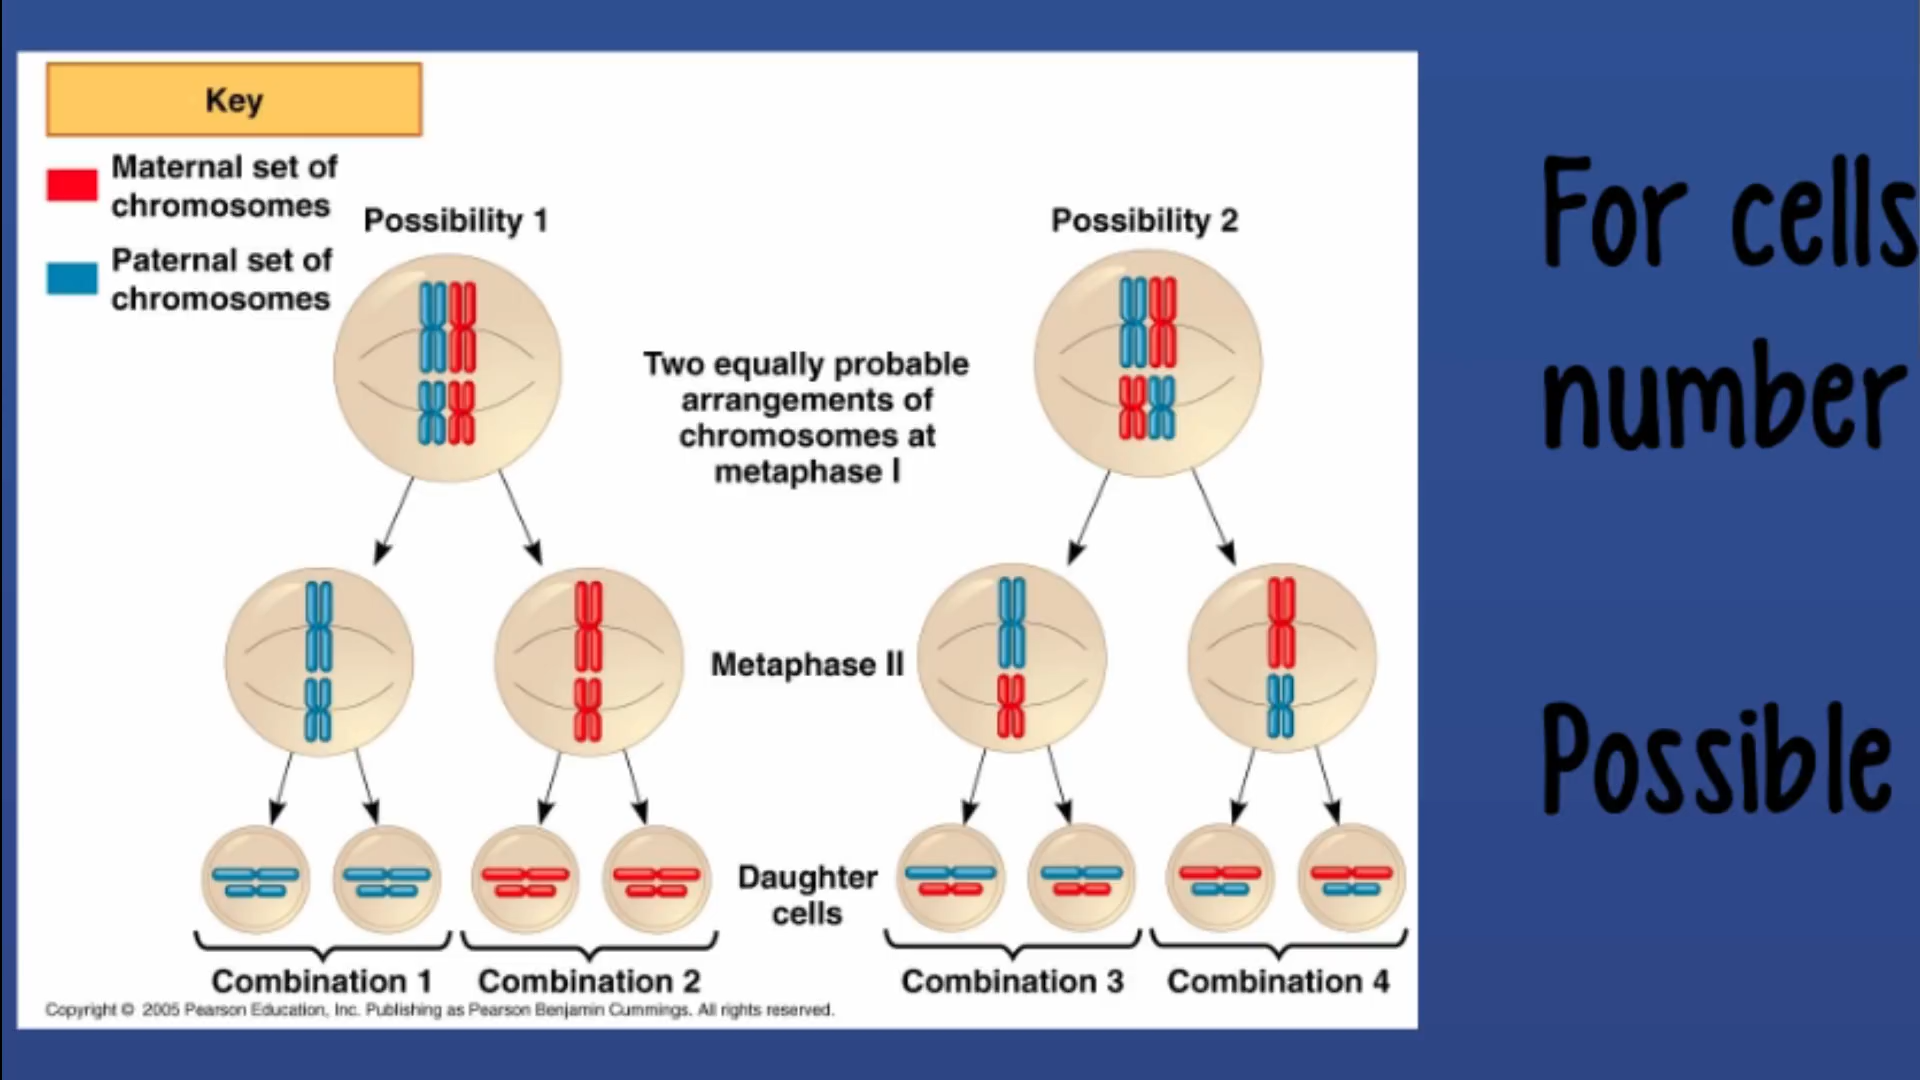 Key
Maternal set of
chromosomes
Paternal set of
chromosomes
Possibility 1
Possibility 2
Two equally probable
arrangements of
chromosomes at
metaphase I
Metaphase II
Daughter
cells
Combination 1
Combination 2
Combination 3
Combination 4
Copyright © 2005 Pearson Education, Inc. Publishing as Pearson Benjamin Cummings. All rights reserved.
For cells
number
Possible